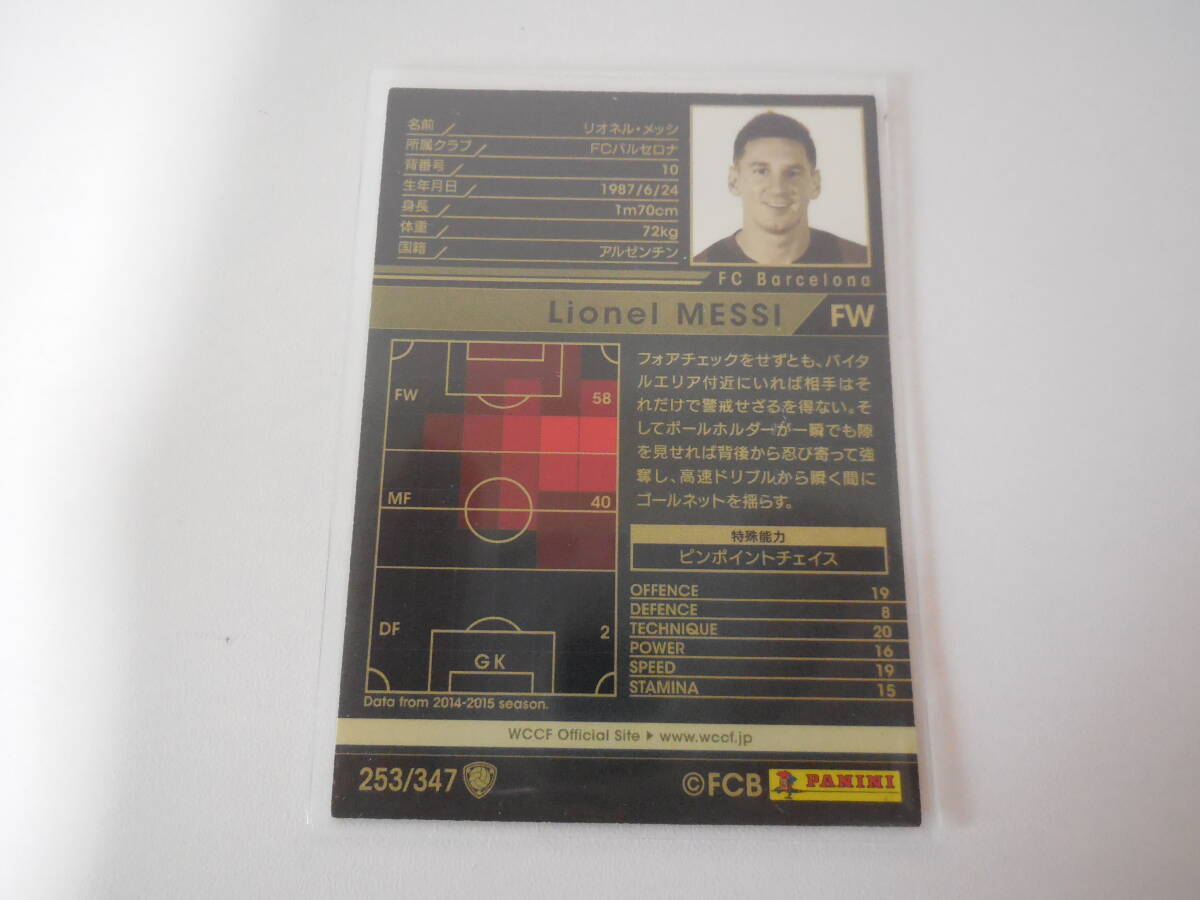 名前 リオネル・メッシ
所属クラブ FCバルセロナ
背番号 10
生年月日 1987/6/24
身長 1m70cm
体重 72kg
国籍 アルゼンチン
FC Barcelona
Lionel MESSI FW
FW 58
MF 40
DF 2
GK
Data from 2014-2015 season.
フォアチェックをせずとも、バイタ
ルエリア付近にいれば相手はそ
れだけで警戒せざるを得ない。そ
してボールホルダーが一瞬でも隙
を見せれば背後から忍び寄って強
奪し、高速ドリブルから瞬く間に
ゴールネットを揺らす。
特殊能力
ピンポイントチェイス
OFFENCE 19
DEFENCE 8
TECHNIQUE 20
POWER 16
SPEED 19
STAMINA 15
WCCF Official Site ▶ www.wccf.jp
253/347
©FCB PANINI